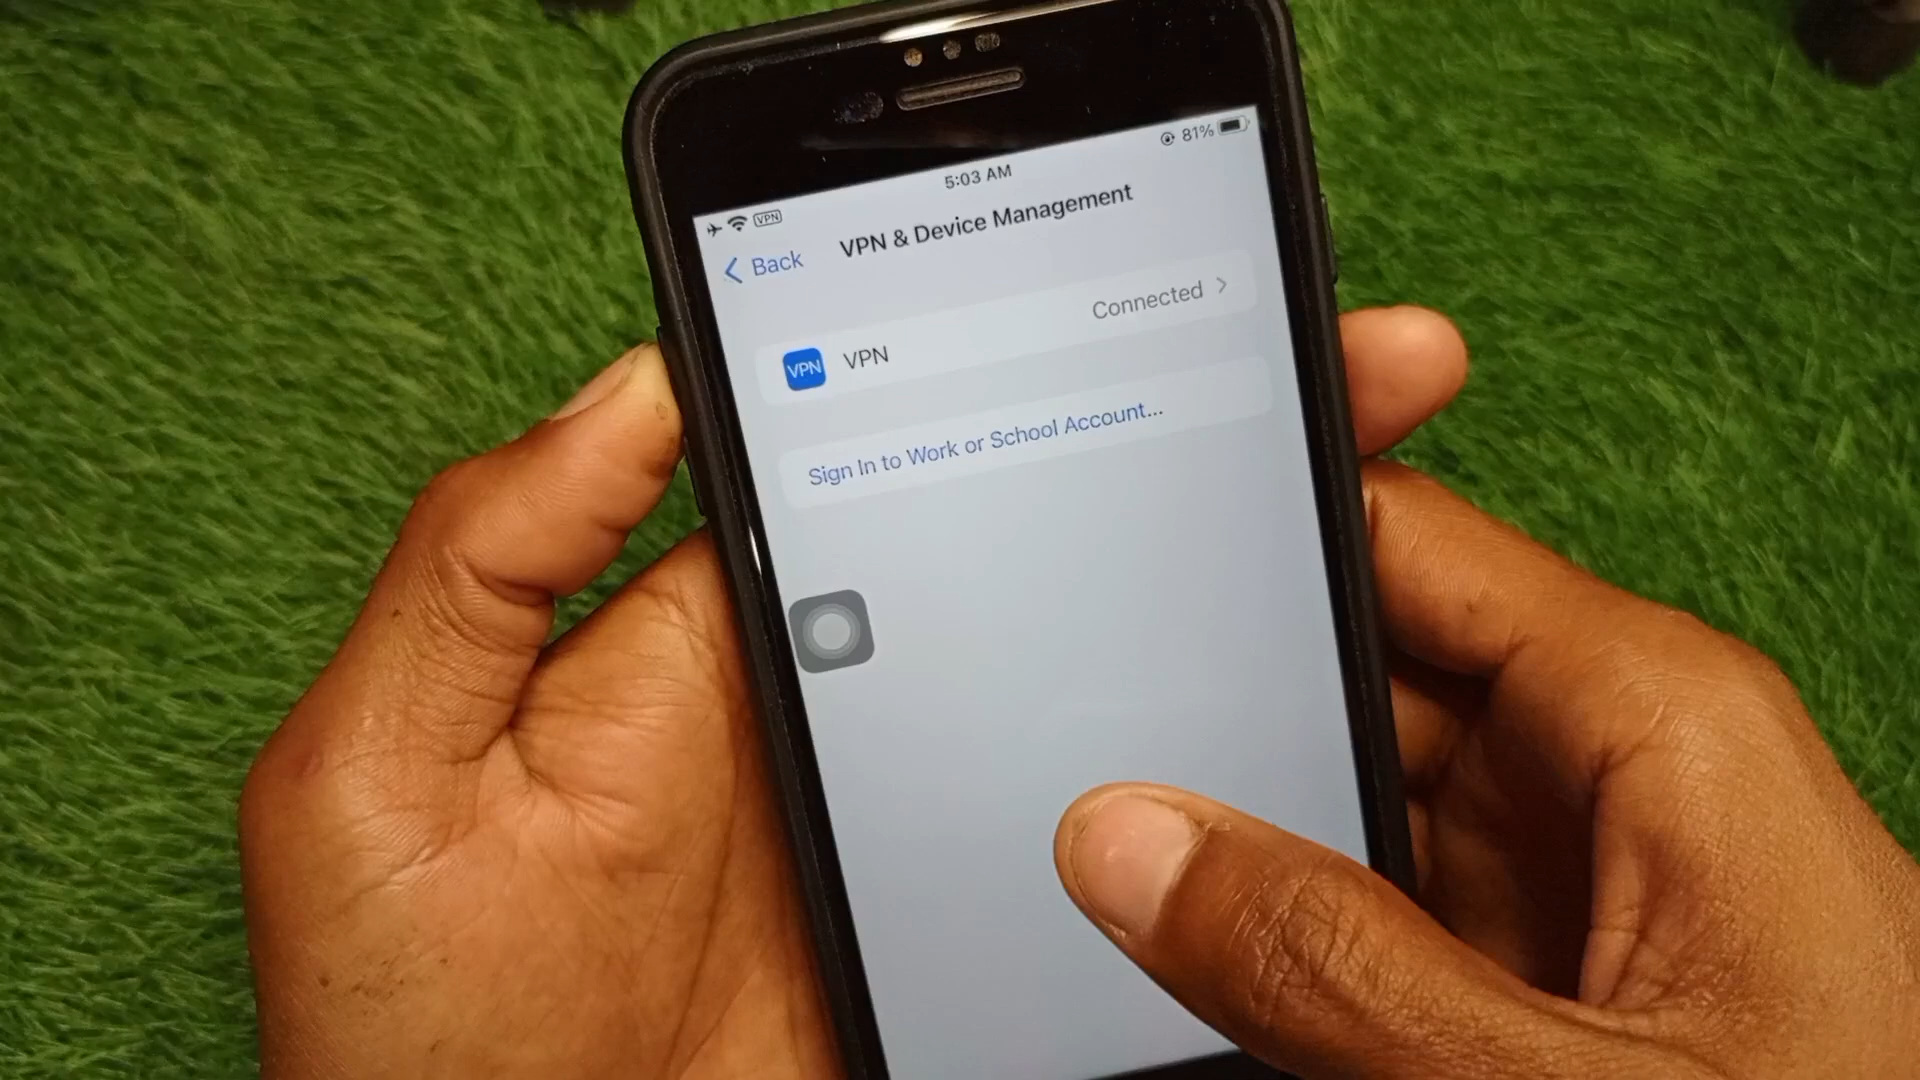 81%
5:03 AM
VPN
VPN & Device Management
Back
Connected
VPN VPN
Sign In to Work or School Account...